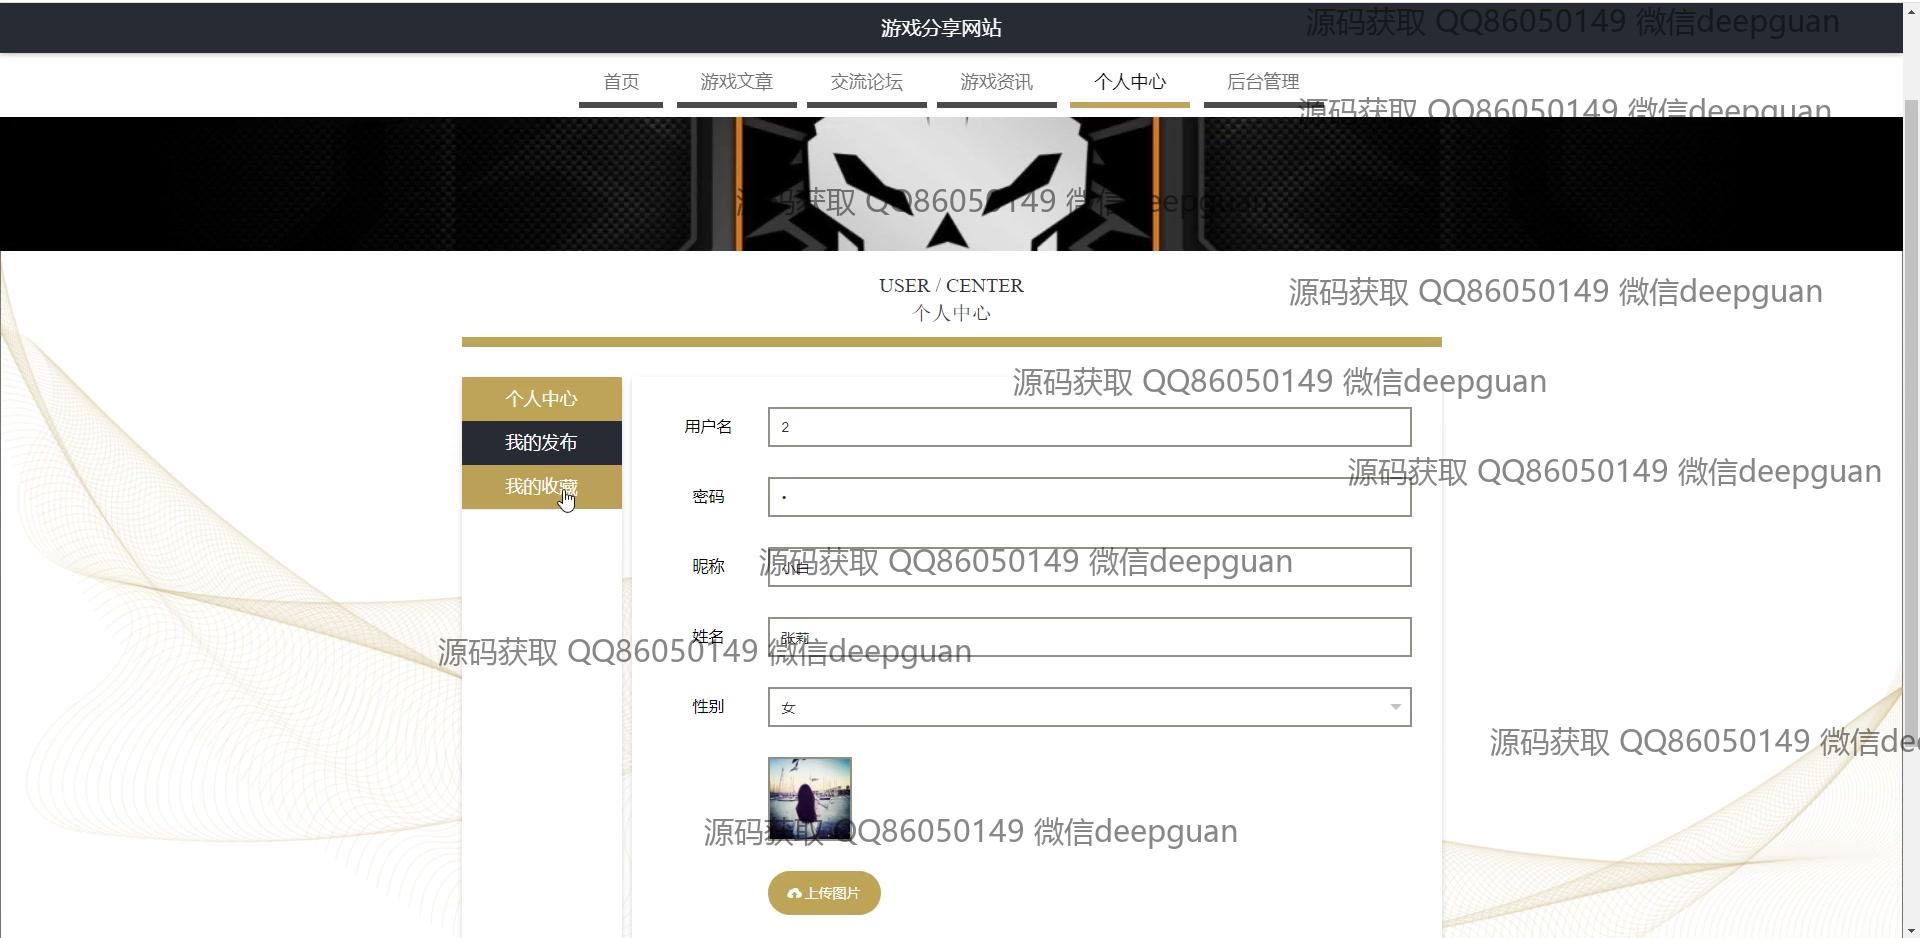 游戏分享网站
源码获取 QQ86050149 微信deepguan
首页 游戏文章 交流论坛 游戏资讯 个人中心 后台管理
源码获取 QQ86050149 微信deepguan
源码获取 QQ86050149 微信deepguan
USER / CENTER
个人中心
源码获取 QQ86050149 微信deepguan
源码获取 QQ86050149 微信deepguan
个人中心
我的发布
我的收藏
用户名 2
源码获取 QQ86050149 微信deepguan
密码 •
昵称 小白
源码获取 QQ86050149 微信deepguan
姓名 张莉
源码获取 QQ86050149 微信deepguan
性别 女
源码获取 QQ86050149 微信dee
源码获取 QQ86050149 微信deepguan
上传图片